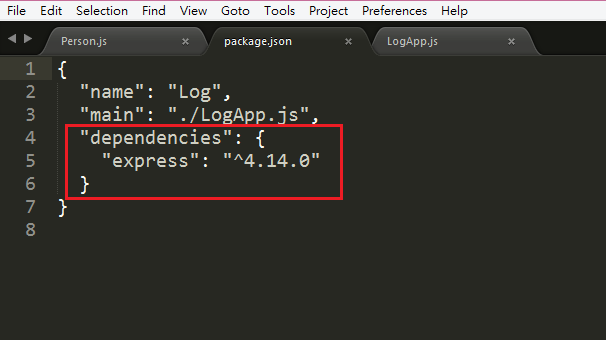 File Edit Selection Find View Goto Tools Project Preferences Help
Person.js × package.json × LogApp.js ×
1 {
2 "name": "Log",
3 "main": "./LogApp.js",
4 "dependencies": {
5 "express": "^4.14.0"
6 }
7 }
8